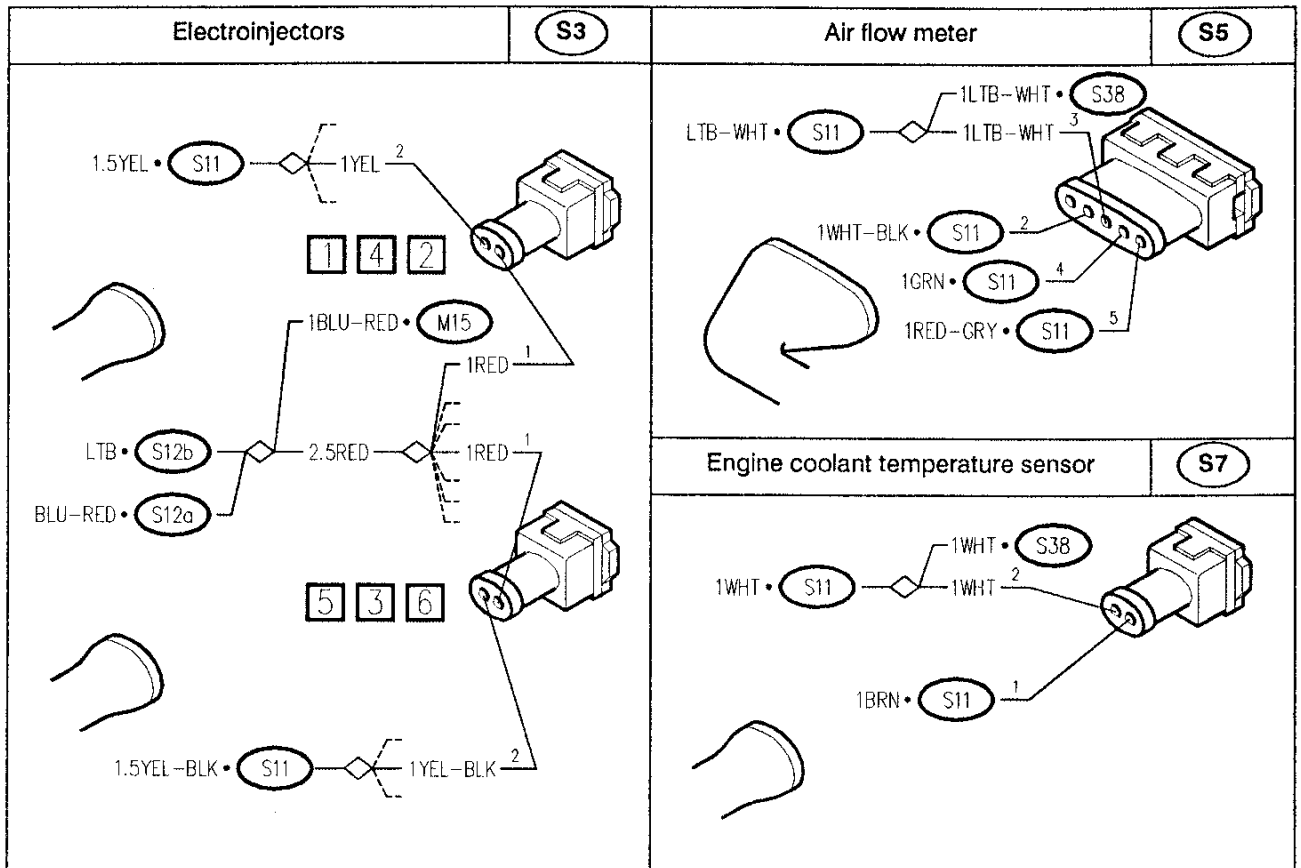 Electroinjectors
S3
1.5YEL • S11 1YEL 2
1 4 2
1BLU-RED • M15
1RED 1
LTB • S12b 2.5RED 1RED 1
BLU-RED • S12a
5 3 6
1.5YEL-BLK • S11 1YEL-BLK 2
Air flow meter
S5
1LTB-WHT • S38
LTB-WHT • S11 1LTB-WHT 3
1WHT-BLK • S11 2
1GRN • S11 4
1RED-GRY • S11 5
Engine coolant temperature sensor
S7
1WHT • S38
1WHT • S11 1WHT 2
1BRN • S11 1